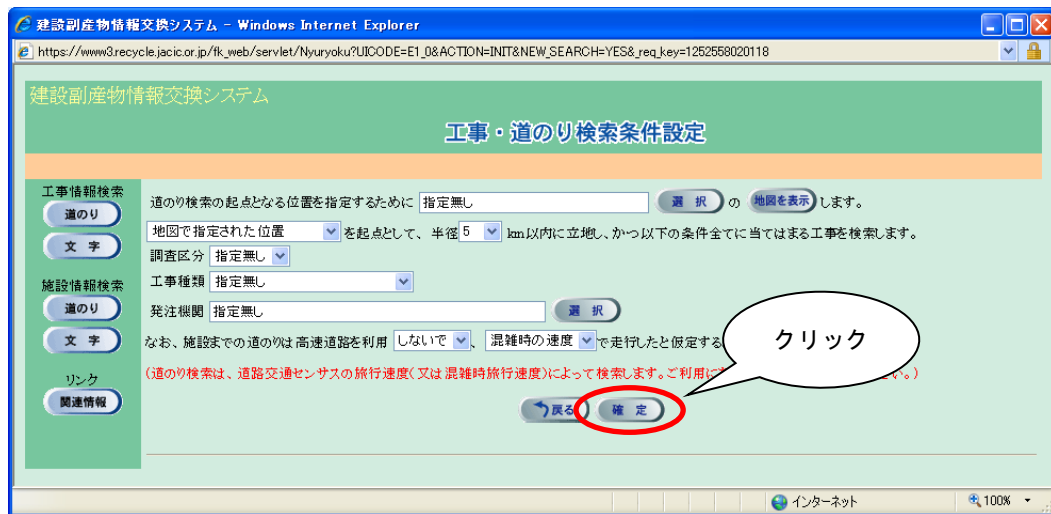 建設副産物情報交換システム - Windows Internet Explorer
https://www3.recycle.jacic.or.jp/fk_web/servlet/Nyuryoku?UICODE=E1_0&ACTION=INIT&NEW_SEARCH=YES&_req_key=1252558020118
建設副産物情報交換システム
工事・道のり検索条件設定
工事情報検索
道のり
文 字
施設情報検索
道のり
文 字
リンク
関連情報
道のり検索の起点となる位置を指定するために 指定無し 選 択 の 地図を表示 します。
地図で指定された位置 を起点として、半径 5 km以内に立地し、かつ以下の条件全てに当てはまる工事を検索します。
調査区分 指定無し
工事種類 指定無し
発注機関 指定無し 選 択
なお、施設までの道のりは高速道路を利用 しないで 、 混雑時の速度 で走行したと仮定する
(道のり検索は、道路交通センサスの旅行速度(又は混雑時旅行速度)によって検索します。ご利用に い。)
戻る 確 定
クリック
インターネット 100%